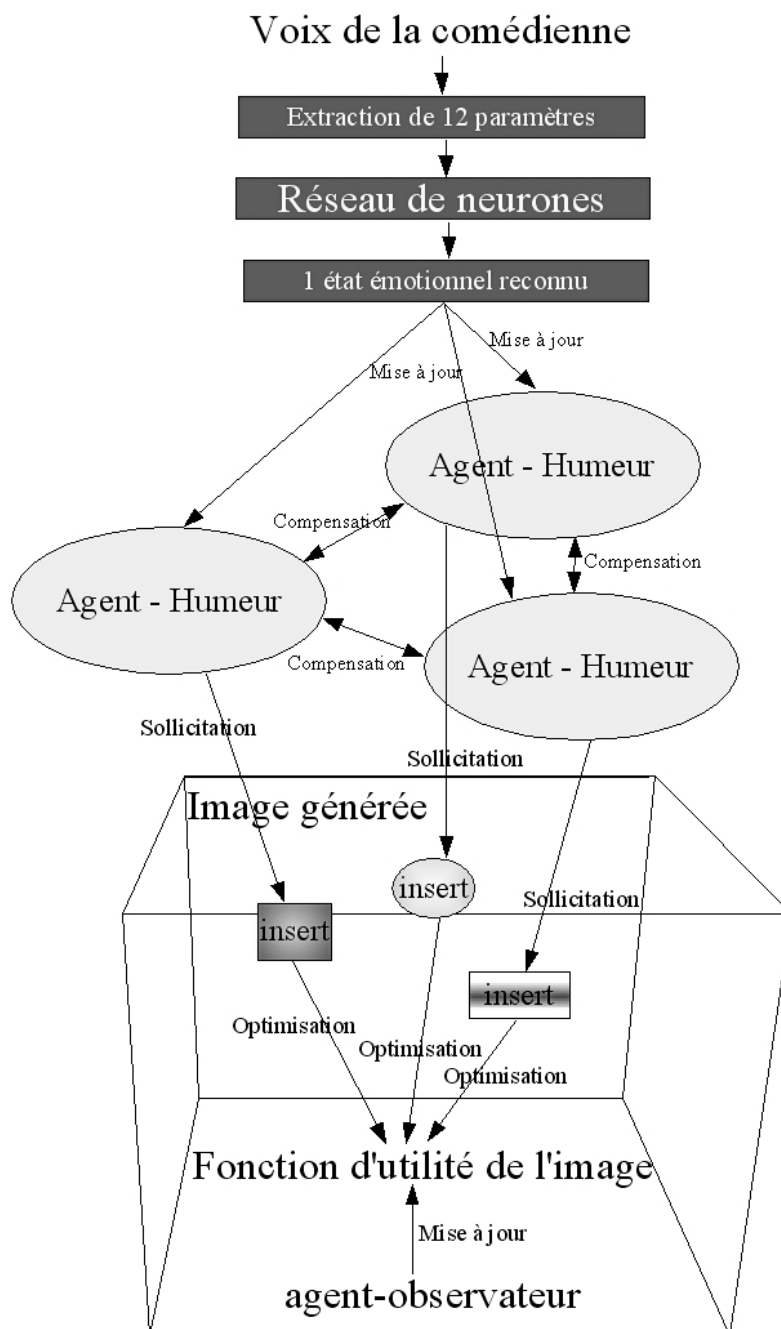 Voix de la comédienne
Extraction de 12 paramètres
Réseau de neurones
1 état émotionnel reconnu
Mise à jour
Mise à jour
Agent - Humeur
Compensation
Compensation
Agent - Humeur
Compensation
Agent - Humeur
Sollicitation
Sollicitation
Image générée
insert
Sollicitation
insert
insert
Optimisation
Optimisation
Optimisation
Fonction d'utilité de l'image
Mise à jour
agent-observateur